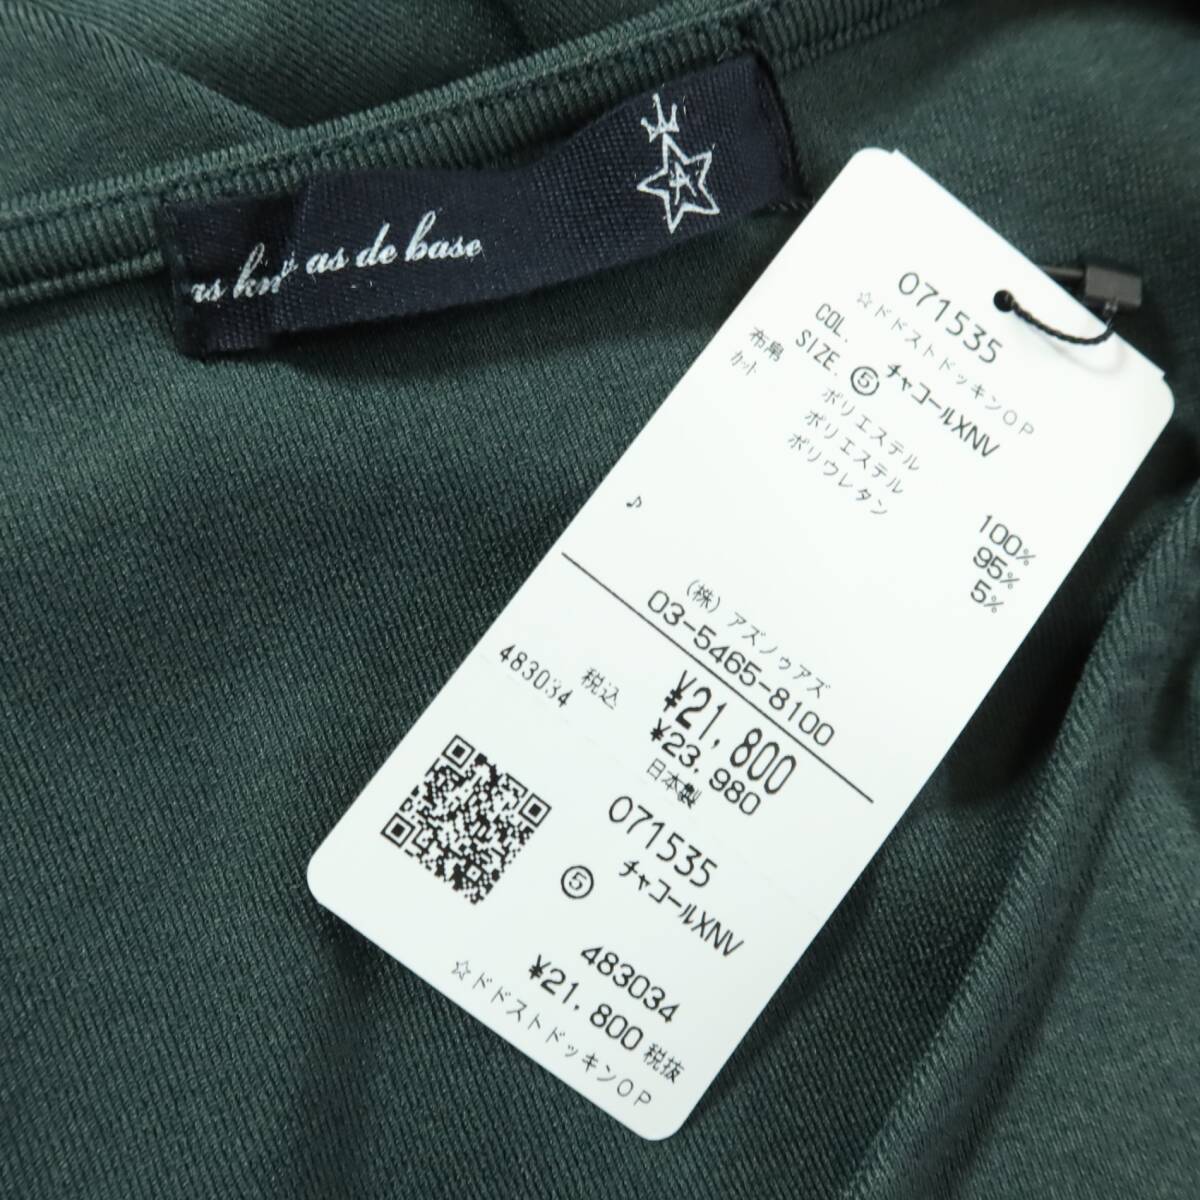 as kn as de base
A
071535
☆ドドストドッキンOP
COL. チャコールXNV
SIZE. ⑤
布帛 ポリエステル 100%
カット ポリエステル 95%
ポリウレタン 5%
♪
(株)アズノゥアズ
03-5465-8100
483034 税込 ¥21,800
¥23,980
日本製
071535
⑤ チャコールXNV
483034
¥21,800 税抜
☆ドドストドッキンOP